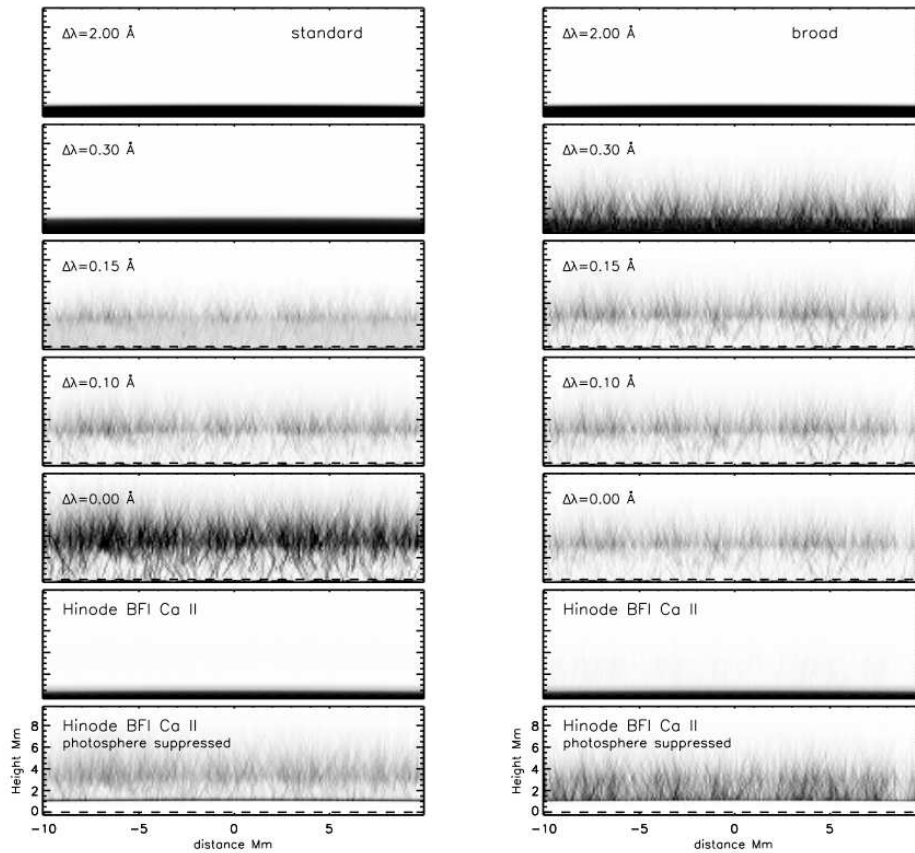 Δλ=2.00 Å standard
Δλ=0.30 Å
Δλ=0.15 Å
Δλ=0.10 Å
Δλ=0.00 Å
Hinode BFI Ca II
Hinode BFI Ca II
photosphere suppressed
Height Mm
8
6
4
2
0
-10 -5 0 5
distance Mm
Δλ=2.00 Å broad
Δλ=0.30 Å
Δλ=0.15 Å
Δλ=0.10 Å
Δλ=0.00 Å
Hinode BFI Ca II
Hinode BFI Ca II
photosphere suppressed
Height Mm
8
6
4
2
0
-10 -5 0 5
distance Mm